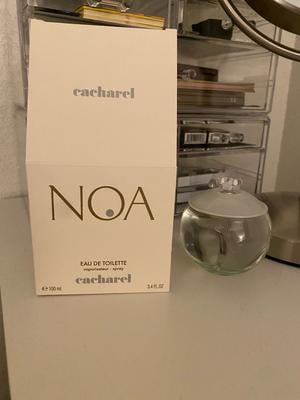 cacharel
NOA
EAU DE TOILETTE
vaporisateur - spray
cacharel
℮ 100 ml
3.4 FL.OZ